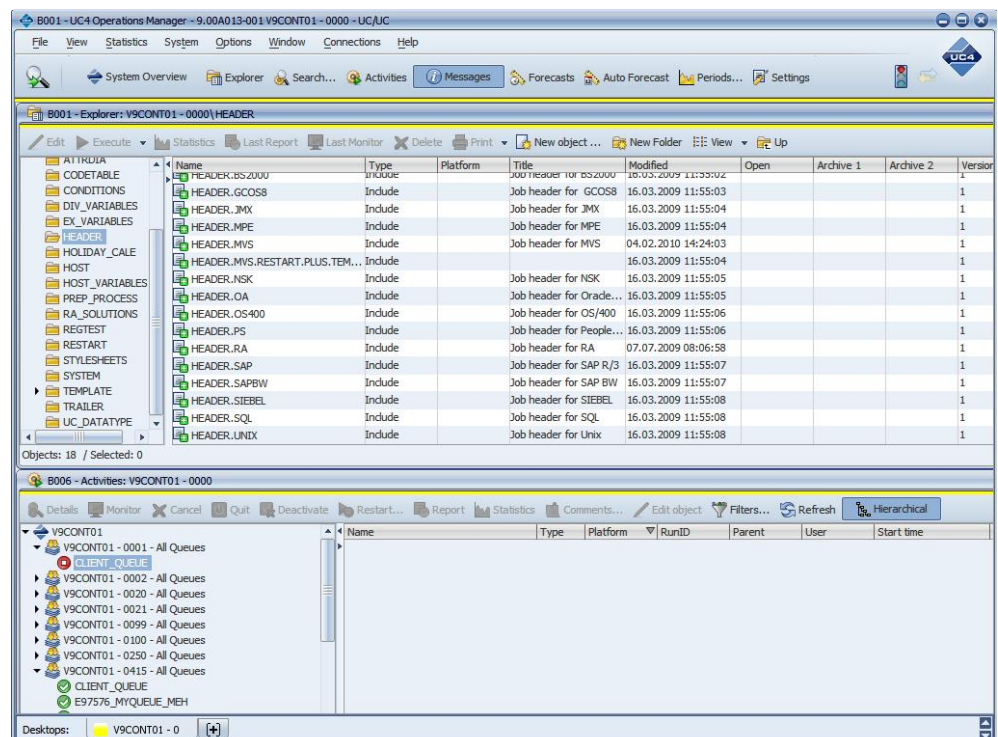 B001 - UC4 Operations Manager - 9.00A013-001 V9CONT01 - 0000 - UC/UC
File View Statistics System Options Window Connections Help
UC4
System Overview Explorer Search... Activities Messages Forecasts Auto Forecast Periods... Settings
B001 - Explorer: V9CONT01 - 0000\HEADER
Edit Execute Statistics Last Report Last Monitor Delete Print New object ... New Folder View Up
Name Type Platform Title Modified Open Archive 1 Archive 2 Version
ATTRDIA
CODETABLE
CONDITIONS
DIV_VARIABLES
EX_VARIABLES
HEADER
HOLIDAY_CALE
HOST
HOST_VARIABLES
PREP_PROCESS
RA_SOLUTIONS
REGTEST
RESTART
STYLESHEETS
SYSTEM
TEMPLATE
TRAILER
UC_DATATYPE
HEADER.BS2000 Include Job header for BS2000 16.03.2009 11:55:02 1
HEADER.GCOS8 Include Job header for GCOS8 16.03.2009 11:55:03 1
HEADER.JMX Include Job header for JMX 16.03.2009 11:55:04 1
HEADER.MPE Include Job header for MPE 16.03.2009 11:55:04 1
HEADER.MVS Include Job header for MVS 04.02.2010 14:24:03 1
HEADER.MVS.RESTART.PLUS.TEM... Include 16.03.2009 11:55:04 1
HEADER.NSK Include Job header for NSK 16.03.2009 11:55:05 1
HEADER.OA Include Job header for Oracle... 16.03.2009 11:55:05 1
HEADER.OS400 Include Job header for OS/400 16.03.2009 11:55:06 1
HEADER.PS Include Job header for People... 16.03.2009 11:55:06 1
HEADER.RA Include Job header for RA 07.07.2009 08:06:58 1
HEADER.SAP Include Job header for SAP R/3 16.03.2009 11:55:07 1
HEADER.SAPBW Include Job header for SAP BW 16.03.2009 11:55:07 1
HEADER.SIEBEL Include Job header for SIEBEL 16.03.2009 11:55:08 1
HEADER.SQL Include Job header for SQL 16.03.2009 11:55:08 1
HEADER.UNIX Include Job header for Unix 16.03.2009 11:55:08 1
Objects: 18 / Selected: 0
B006 - Activities: V9CONT01 - 0000
Details Monitor Cancel Quit Deactivate Restart... Report Statistics Comments... Edit object Filters... Refresh Hierarchical
Name Type Platform RunID Parent User Start time
V9CONT01
V9CONT01 - 0001 - All Queues
CLIENT_QUEUE
V9CONT01 - 0002 - All Queues
V9CONT01 - 0020 - All Queues
V9CONT01 - 0021 - All Queues
V9CONT01 - 0099 - All Queues
V9CONT01 - 0100 - All Queues
V9CONT01 - 0250 - All Queues
V9CONT01 - 0415 - All Queues
CLIENT_QUEUE
E97576_MYQUEUE_MEH
Desktops: V9CONT01 - 0 [+]